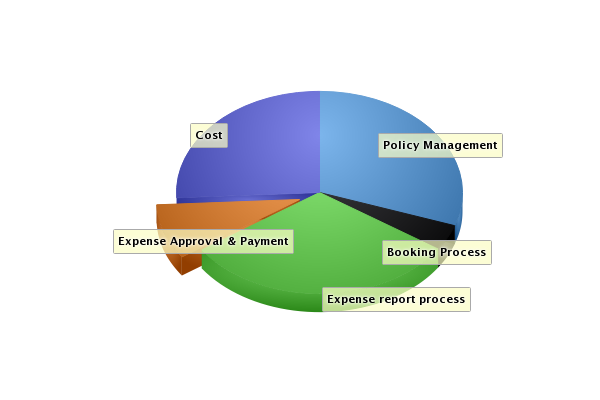 Cost
Policy Management
Expense Approval & Payment
Booking Process
Expense report process